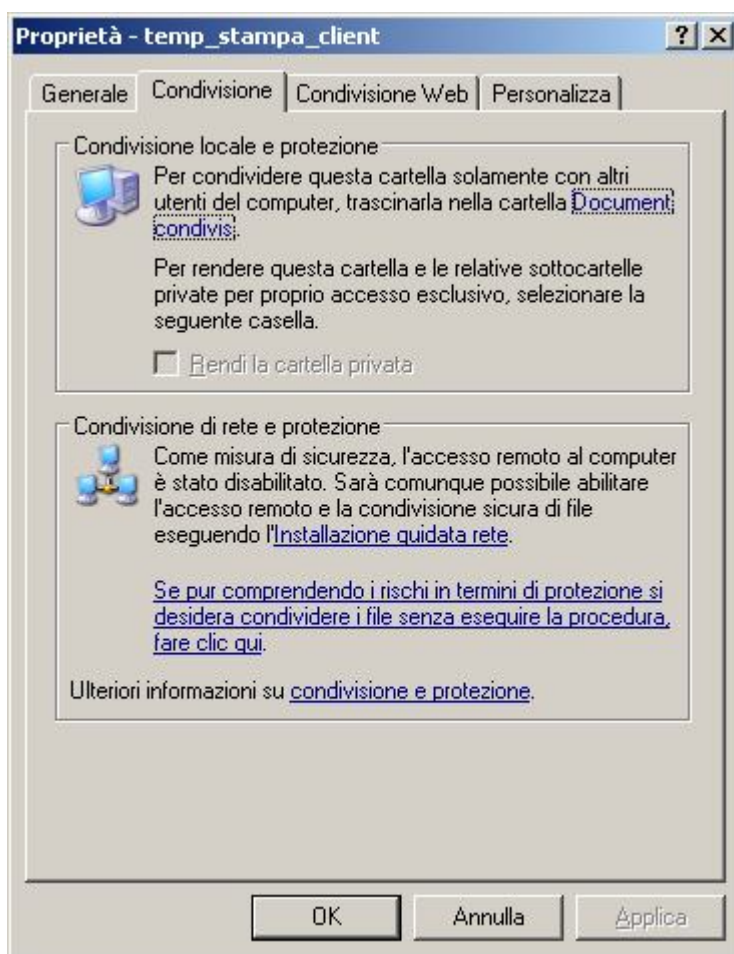 Proprietà - temp_stampa_client
Generale
Condivisione
Condivisione Web
Personalizza
Condivisione locale e protezione
Per condividere questa cartella solamente con altri
utenti del computer, trascinarla nella cartella Document
condivis.
Per rendere questa cartella e le relative sottocartelle
private per proprio accesso esclusivo, selezionare la
seguente casella.
Rendi la cartella privata
Condivisione di rete e protezione
Come misura di sicurezza, l'accesso remoto al computer
è stato disabilitato. Sarà comunque possibile abilitare
l'accesso remoto e la condivisione sicura di file
eseguendo l'Installazione guidata rete.
Se pur comprendendo i rischi in termini di protezione si
desidera condividere i file senza eseguire la procedura,
fare clic qui.
Ulteriori informazioni su condivisione e protezione.
OK
Annulla
Applica